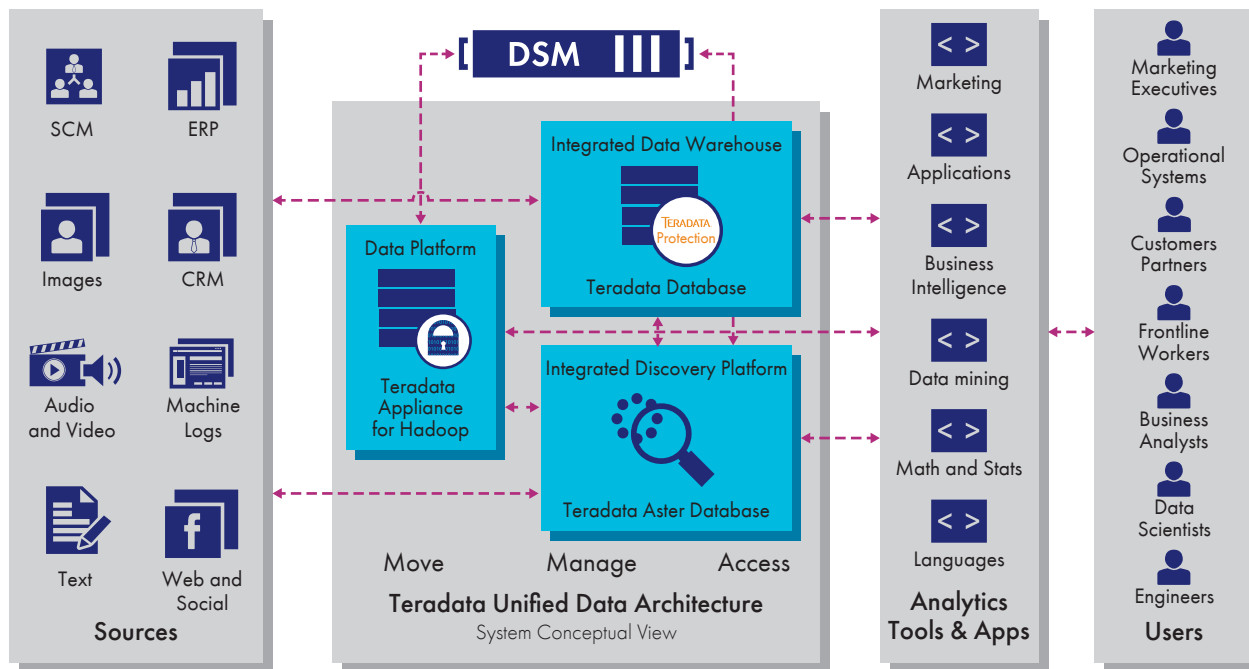 SCM
ERP
Images
CRM
Audio
and Video
Machine
Logs
Text
Web and
Social
Sources
DSM
Integrated Data Warehouse
TERADATA
Protection
Teradata Database
Data Platform
Teradata
Appliance
for Hadoop
Integrated Discovery Platform
Teradata Aster Database
Move
Manage
Access
Teradata Unified Data Architecture
System Conceptual View
< >
Marketing
< >
Applications
< >
Business
Intelligence
< >
Data mining
< >
Math and Stats
< >
Languages
Analytics
Tools & Apps
Marketing
Executives
Operational
Systems
Customers
Partners
Frontline
Workers
Business
Analysts
Data
Scientists
Engineers
Users